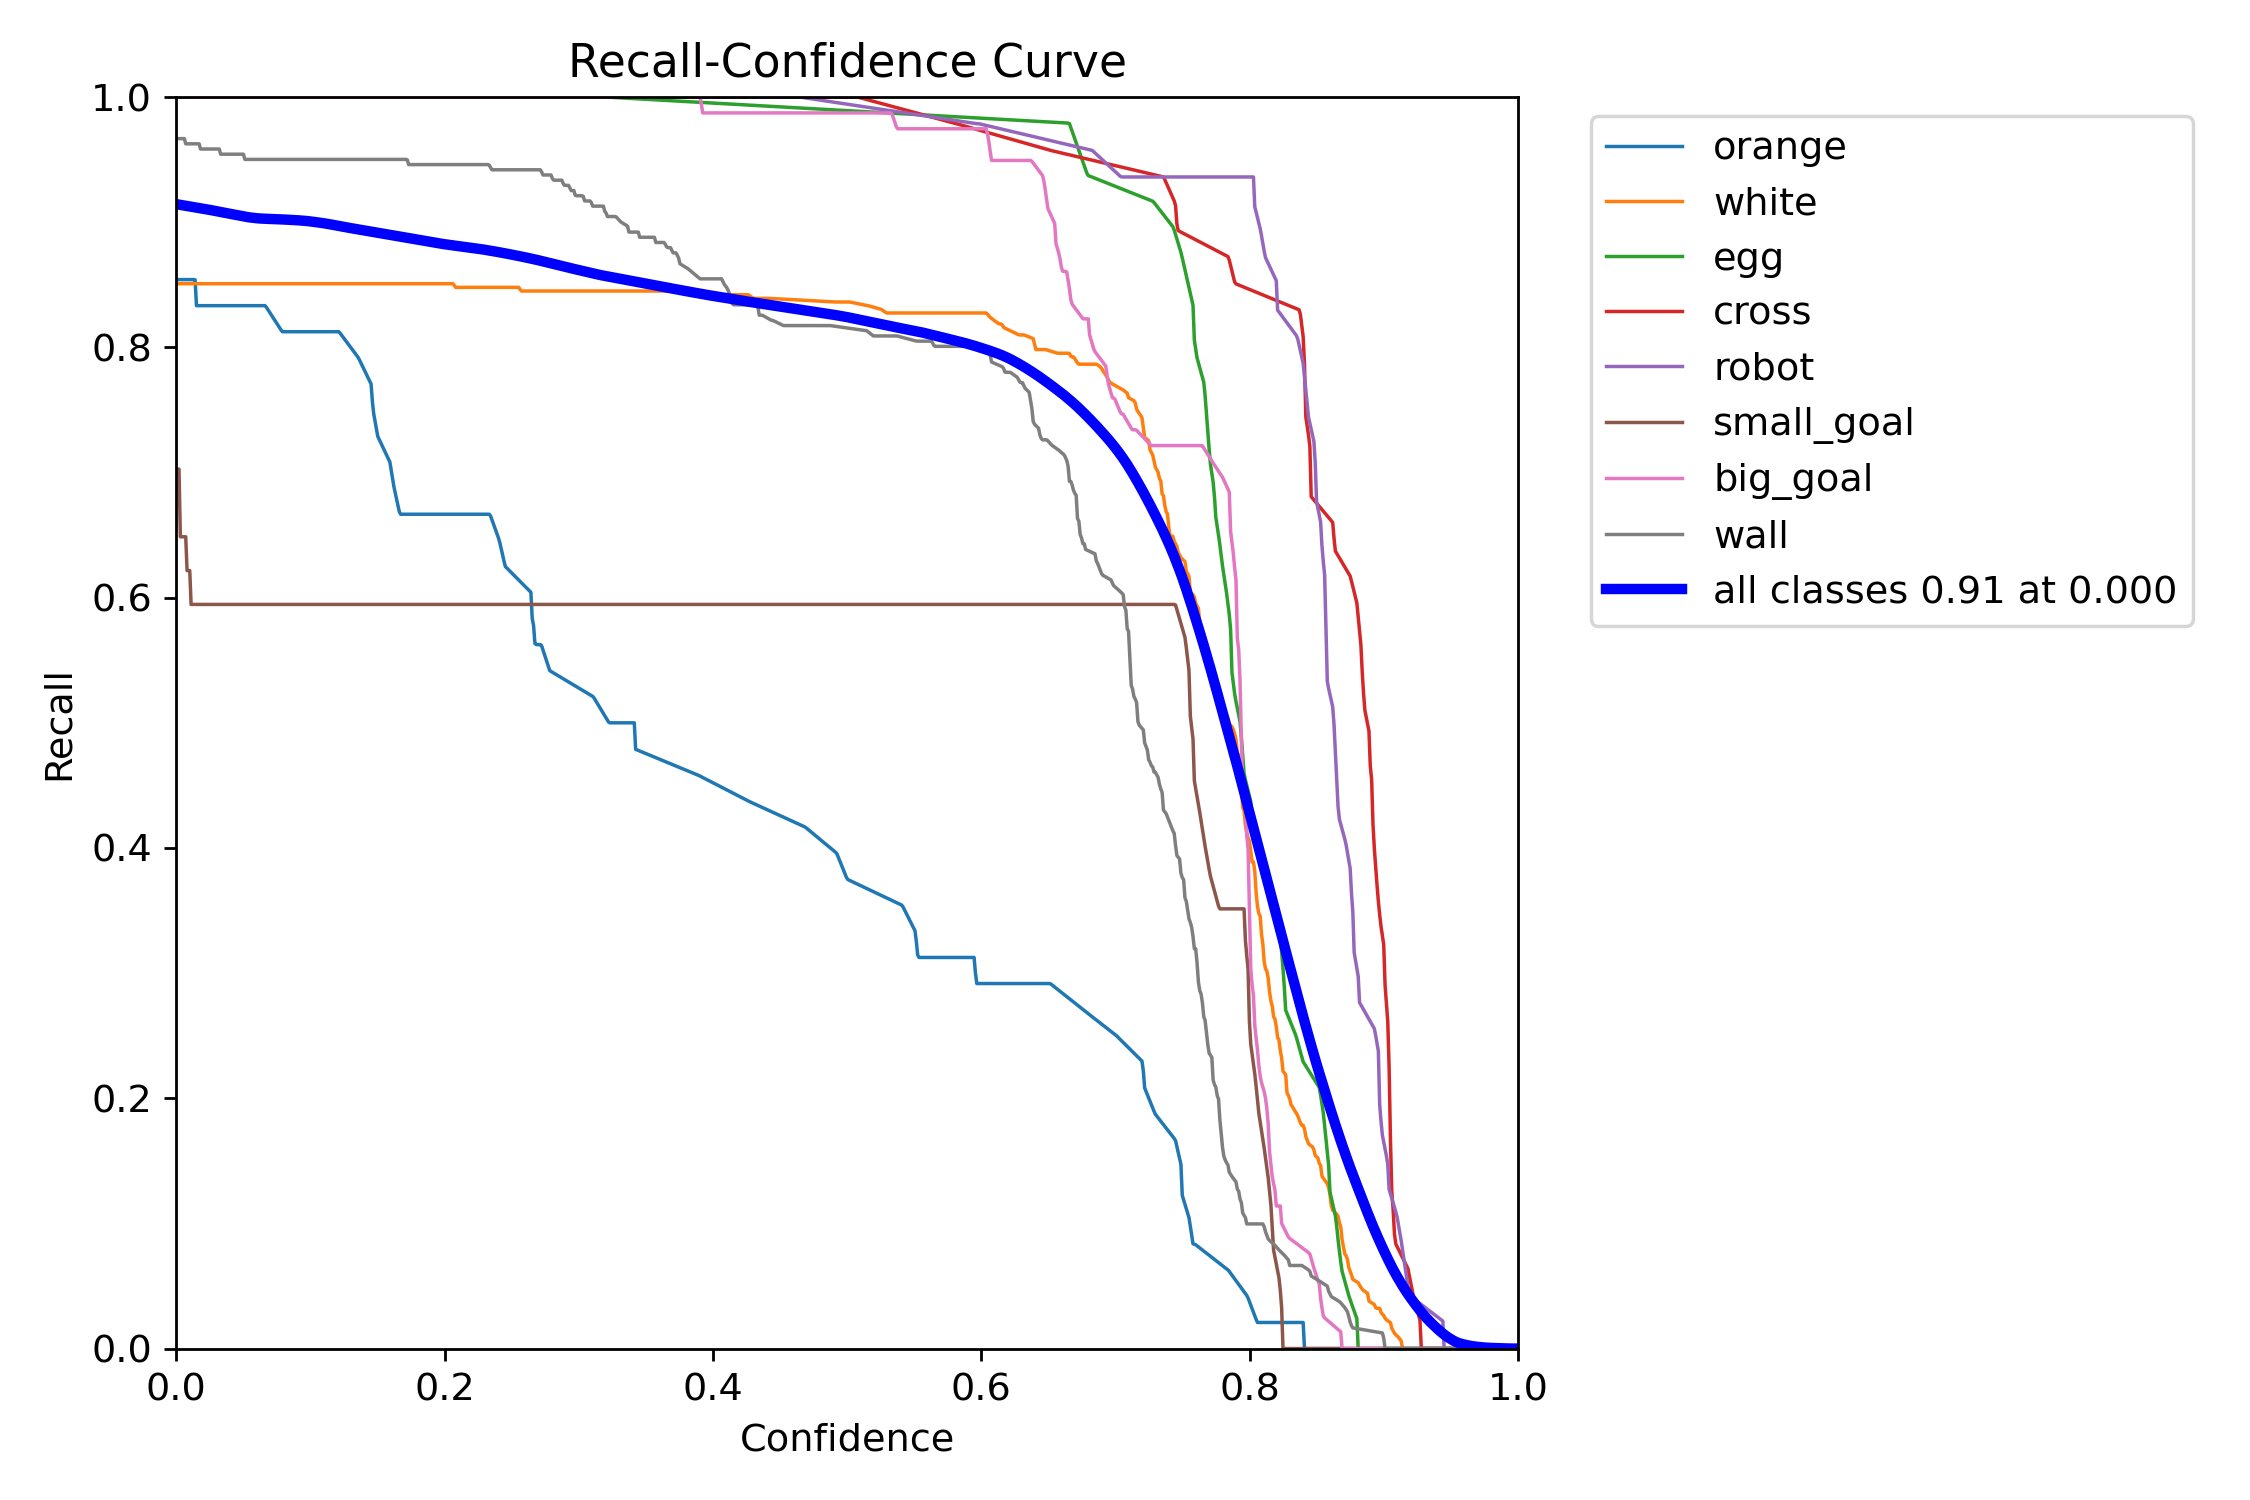 Recall-Confidence Curve
1.0
0.8
0.6
0.4
0.2
0.0
Recall
0.0 0.2 0.4 0.6 0.8 1.0
Confidence
orange
white
egg
cross
robot
small_goal
big_goal
wall
all classes 0.91 at 0.000